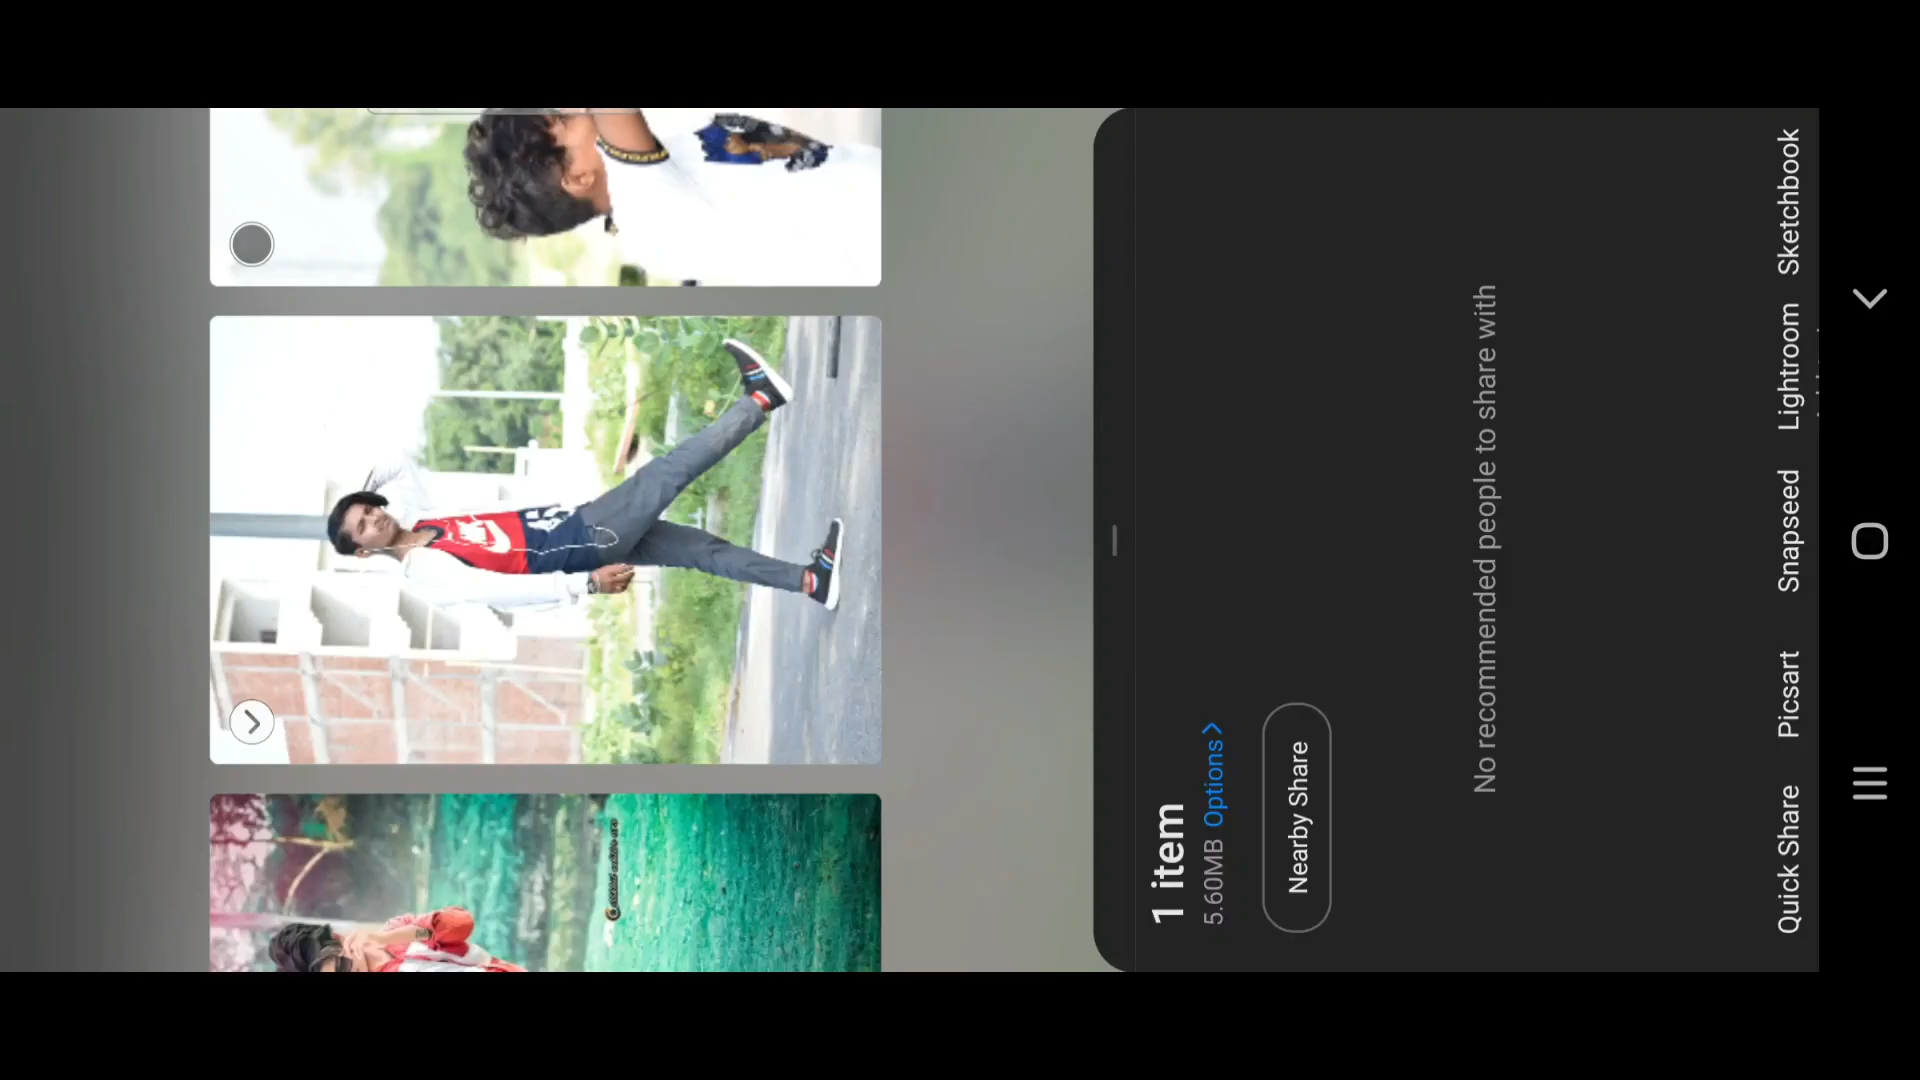 1 item
5.60MB Options >
Nearby Share
No recommended people to share with
Quick Share Picsart Snapseed Lightroom Sketchbook